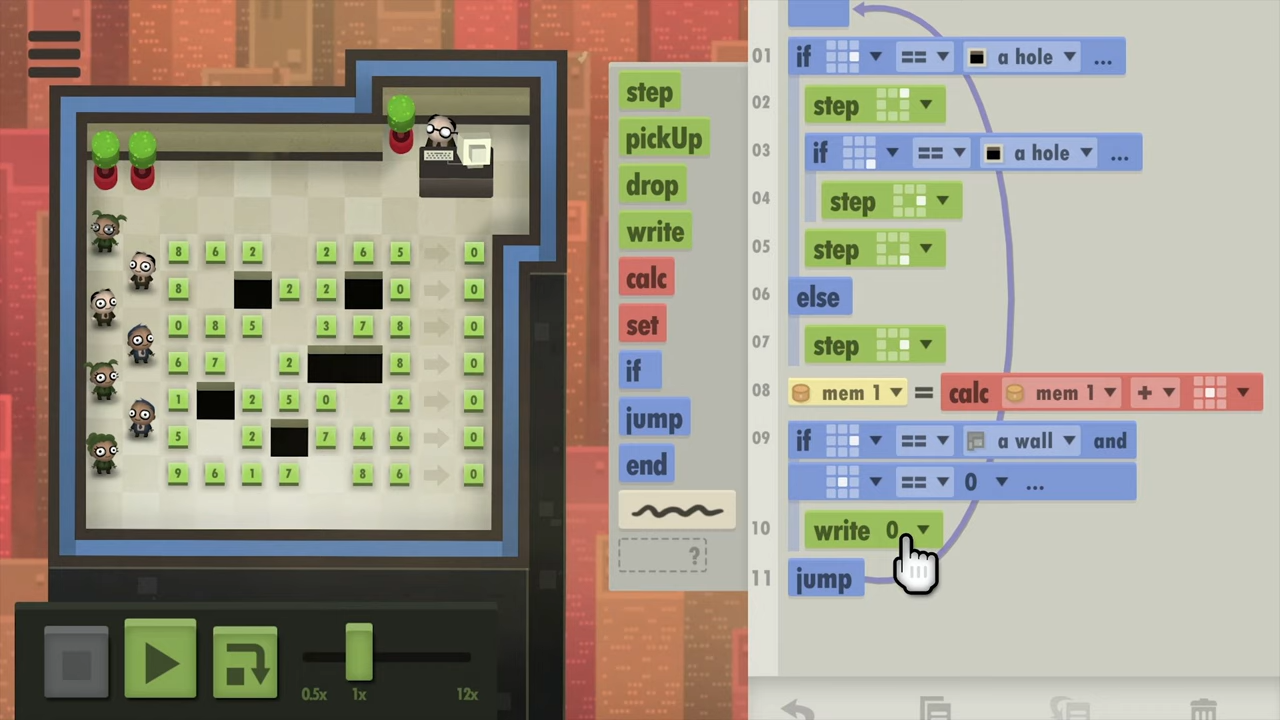 01 if == a hole ...
02 step
03 if == a hole ...
04 step
05 step
06 else
07 step
08 mem 1 = calc mem 1 +
09 if == a wall and
== 0 ...
10 write 0
11 jump
step
pickUp
drop
write
calc
set
if
jump
end
?
8 6 2 2 6 5 0
8 2 2 0 0
0 8 5 3 7 8 0
6 7 2 8 0
1 2 5 0 2 0
5 2 7 4 6 0
9 6 1 7 8 6 0
0.5x 1x 12x